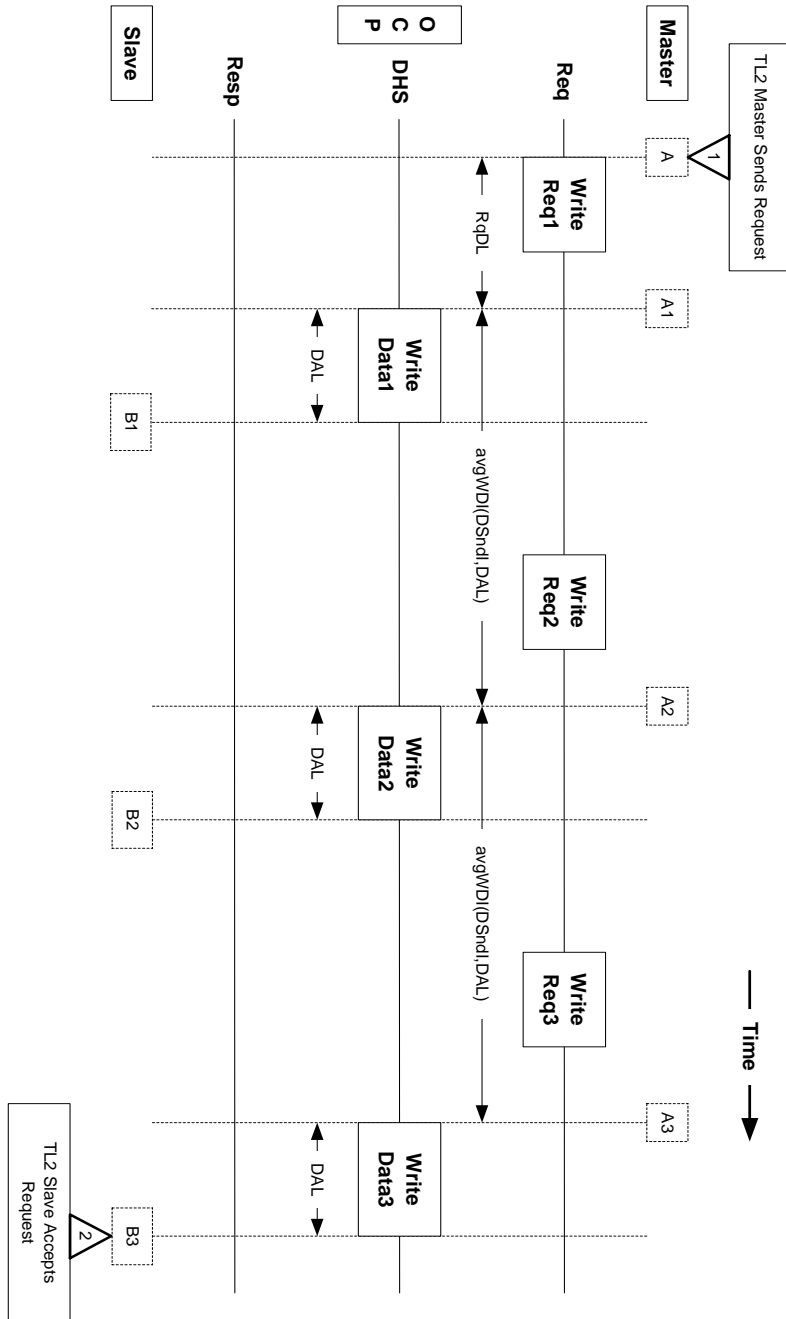 TL2 Master Sends Request
1
Time
Master
A
A1
A2
A3
Req
Write
Req1
Write
Req2
Write
Req3
RqDL
avgWDI(DSndI,DAL)
avgWDI(DSndI,DAL)
O
C
P
DHS
Write
Data1
Write
Data2
Write
Data3
DAL
DAL
DAL
Resp
Slave
B1
B2
B3
2
TL2 Slave Accepts
Request